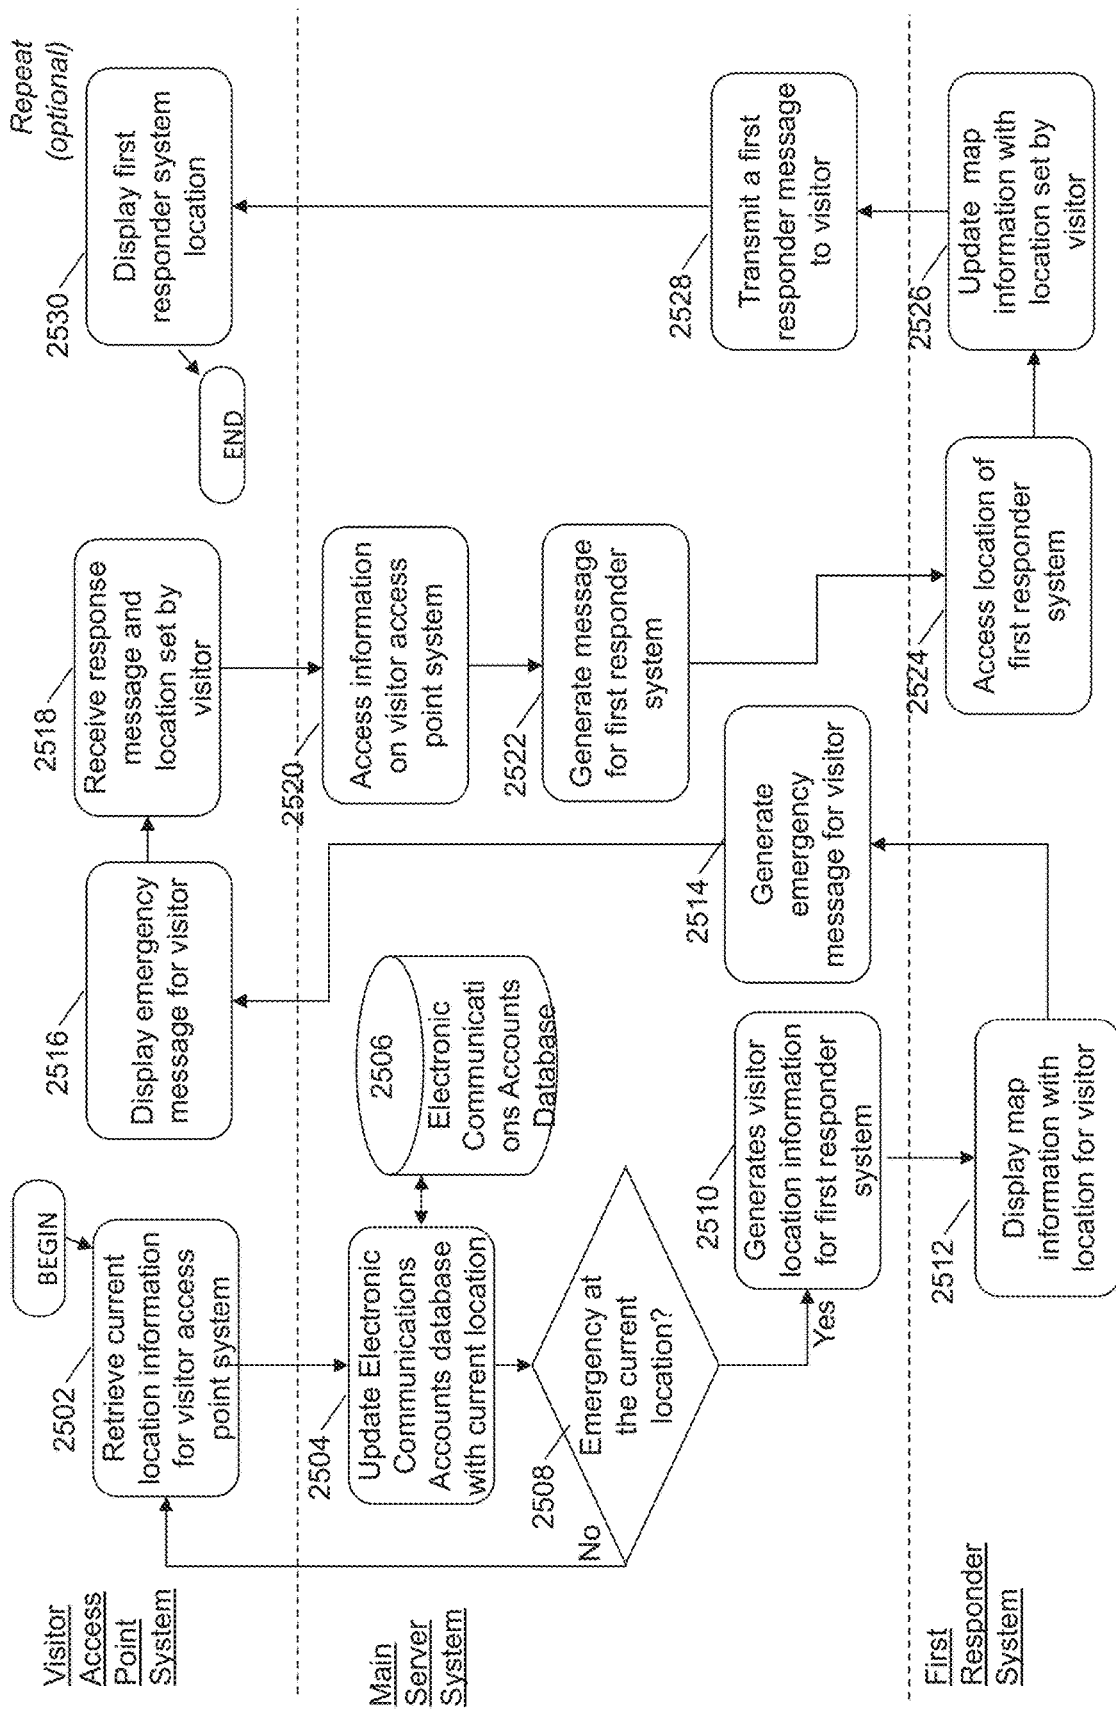 Visitor
Access
Point
System
BEGIN
2502
Retrieve current
location information
for visitor access
point system
2516
Display emergency
message for visitor
2518
Receive response
message and
location set by
visitor
END
2530
Display first
responder system
location
Repeat
(optional)
Main
Server
System
2504
Update Electronic
Communications
Accounts database
with current location
2506
Electronic
Communicati
ons Accounts
Database
2508
Emergency at
the current
location?
No
Yes
2510
Generates visitor
location information
for first responder
system
2514
Generate
emergency
message for visitor
2520
Access information
on visitor access
point system
2522
Generate message
for first responder
system
2528
Transmit a first
responder message
to visitor
First
Responder
System
2512
Display map
information with
location for visitor
2524
Access location of
first responder
system
2526
Update map
information with
location set by
visitor